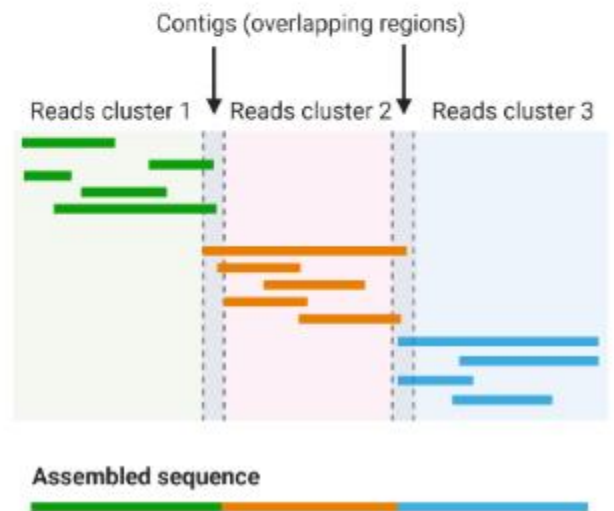 Contigs (overlapping regions)
Reads cluster 1 Reads cluster 2 Reads cluster 3
Assembled sequence